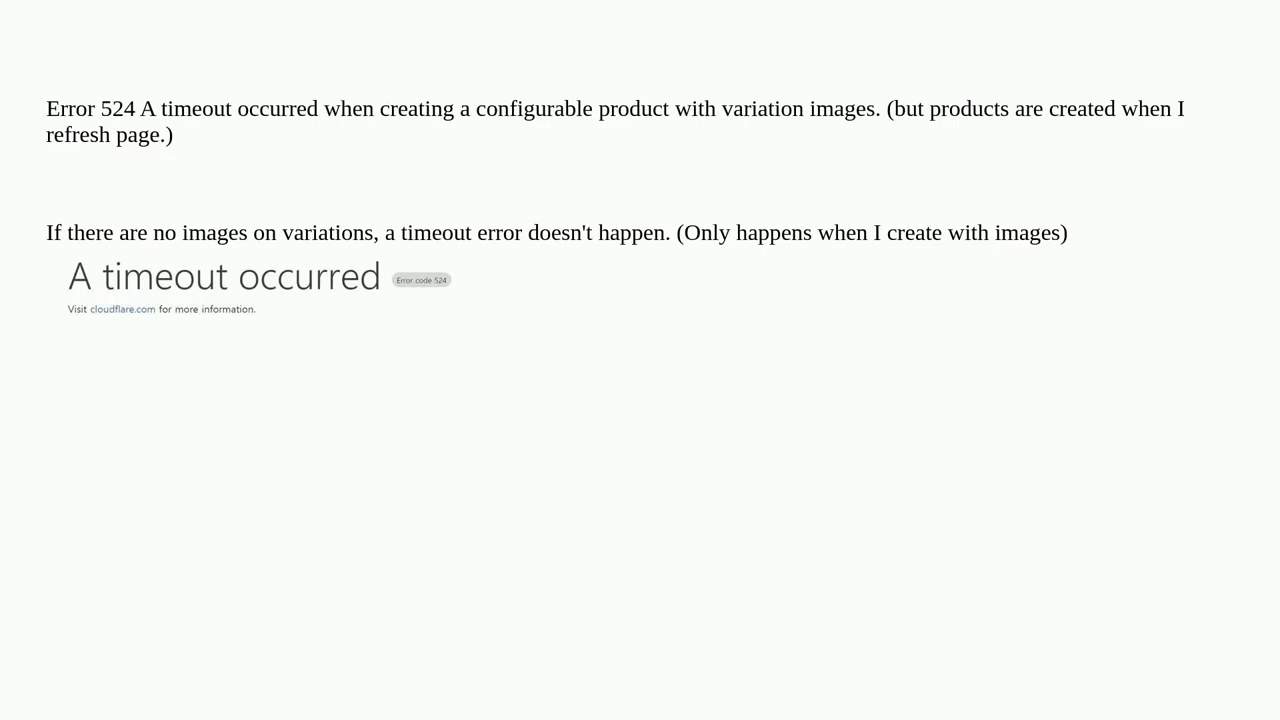 Error 524 A timeout occurred when creating a configurable product with variation images. (but products are created when I
refresh page.)
If there are no images on variations, a timeout error doesn't happen. (Only happens when I create with images)
A timeout occurred Error code 524
Visit cloudflare.com for more information.